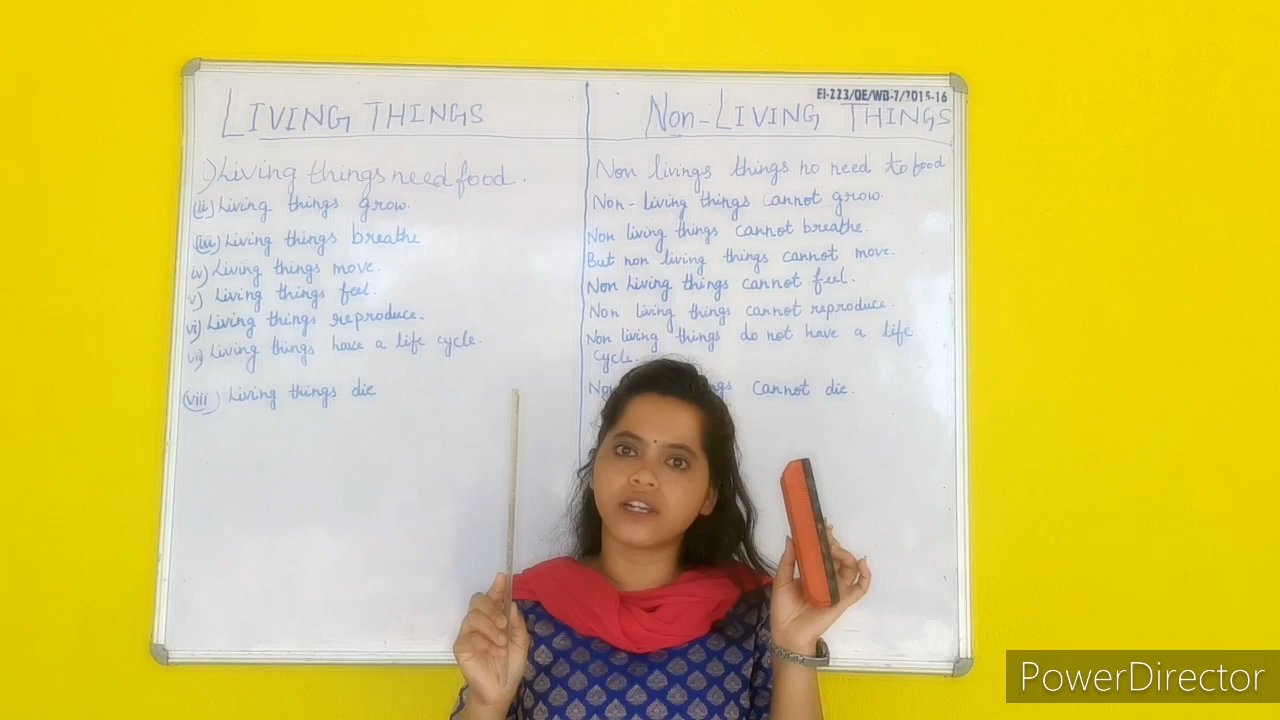 EI-223/OE/WB-7/2015-16
LIVING THINGS
NON-LIVING THINGS
i) Living things need food.
Non livings things no need to food
(ii) Living things grow.
Non-living things cannot grow.
(iii) Living things breathe
Non living things cannot breathe.
iv) Living things move.
But non living things cannot move.
v) Living things feel.
Non Living things cannot feel.
vi) Living things reproduce.
Non living things cannot reproduce.
vii) Living things have a life cycle.
Non living things do not have a life
cycle.
(viii) Living things die
cannot die.
PowerDirector